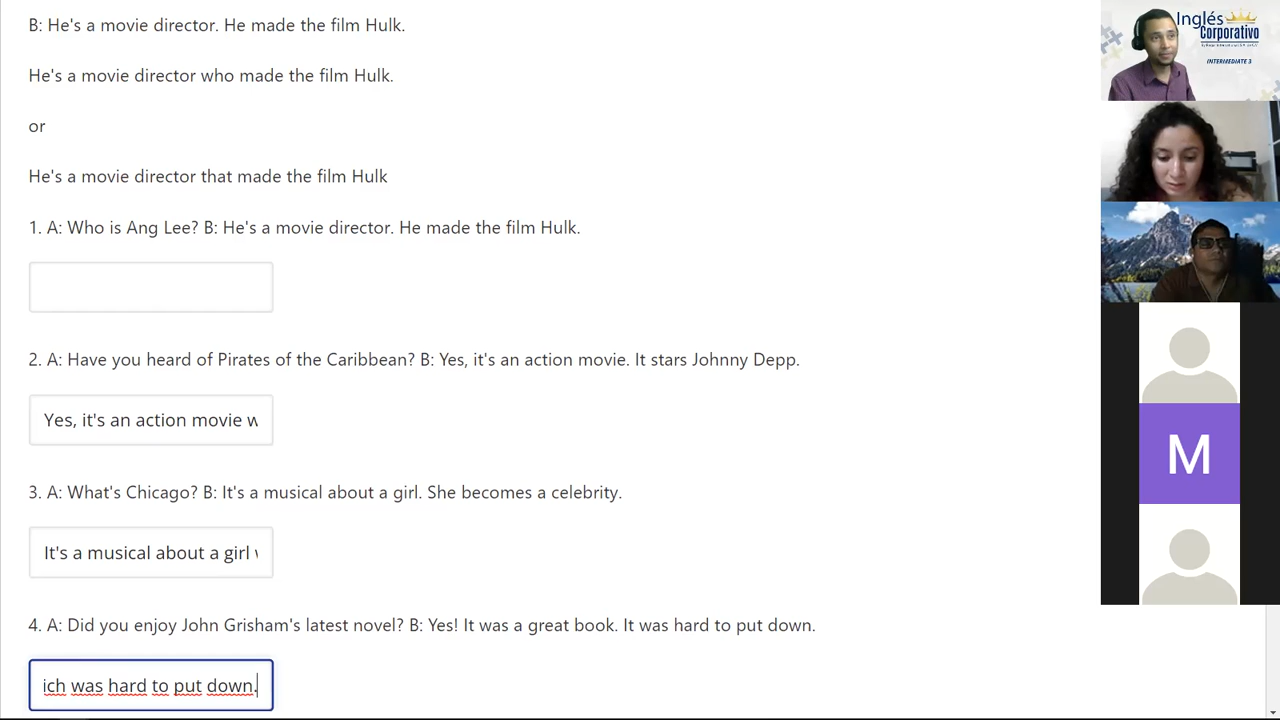 B: He's a movie director. He made the film Hulk.
He's a movie director who made the film Hulk.
or
He's a movie director that made the film Hulk
1. A: Who is Ang Lee? B: He's a movie director. He made the film Hulk.
2. A: Have you heard of Pirates of the Caribbean? B: Yes, it's an action movie. It stars Johnny Depp.
Yes, it's an action movie w
3. A: What's Chicago? B: It's a musical about a girl. She becomes a celebrity.
It's a musical about a girl
4. A: Did you enjoy John Grisham's latest novel? B: Yes! It was a great book. It was hard to put down.
ich was hard to put down.
Inglés
Corporativo
INTERMEDIATE 3
M